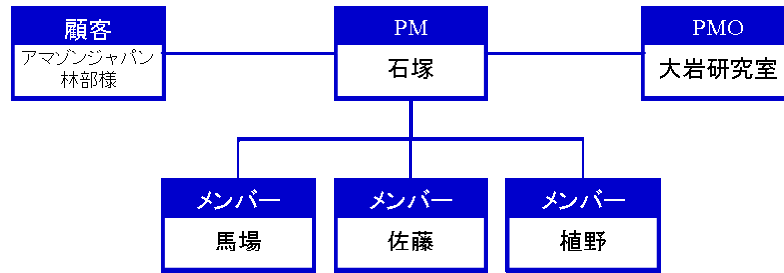 顧客
アマゾンジャパン
林部様
PM
石塚
PMO
大岩研究室
メンバー
馬場
メンバー
佐藤
メンバー
植野